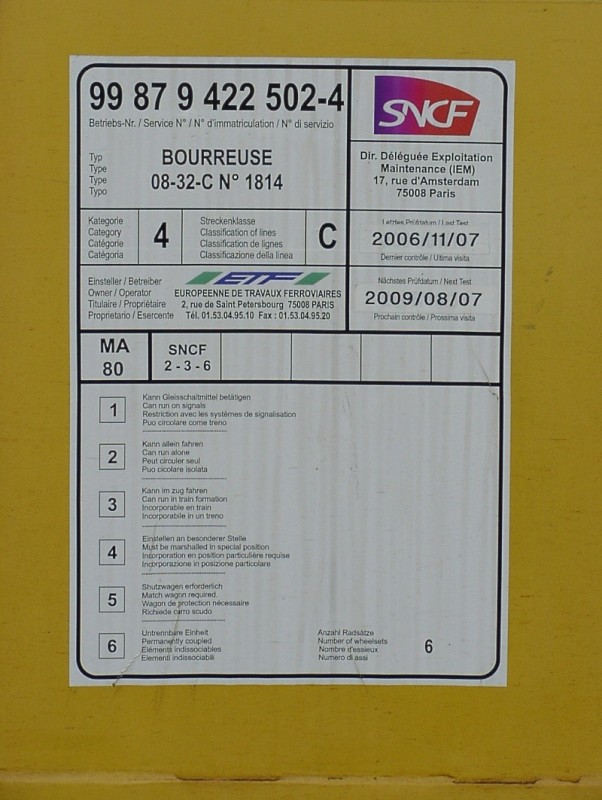 99 87 9 422 502-4
Betriebs-Nr. / Service N° / N° d'immatriculation / N° di servizio
SNCF
Typ
Type
Type
Typo
BOURREUSE
08-32-C N° 1814
Dir. Déléguée Exploitation
Maintenance (IEM)
17, rue d'Amsterdam
75008 Paris
Kategorie
Category
Catégorie
Catégoria
4
Streckenklasse
Classification of lines
Classification de lignes
Classificazione della linea
C
Letztes Prüfdatum / Last Test
2006/11/07
Dernier contrôle / Ultima visita
Einsteller / Betreiber
Owner / Operator
Titulaire / Propriétaire
Proprietario / Esercente
ETF
EUROPEENNE DE TRAVAUX FERROVIAIRES
2, rue de Saint Petersbourg 75008 PARIS
Tél. 01.53.04.95.10 Fax : 01.53.04.95.20
Nächstes Prüfdatum / Next Test
2009/08/07
Prochain contrôle / Prossima visita
MA
80
SNCF
2 - 3 - 6
1
Kann Gleisschaltmittel betätigen
Can run on signals
Restriction avec les systèmes de signalisation
Puo circolare come treno
2
Kann allein fahren
Can run alone
Peut circuler seul
Puo cicolare isolata
3
Kann im zug fahren
Can run in train formation
Incorporable en train
Incorporabile in un treno
4
Einstellen an besonderer Stelle
Must be marshalled in special position
Incorporation en position particulière requise
Incorporazione in posizione particolare
5
Shutzwagen erforderlich
Match wagon required
Wagon de protection nécessaire
Richiede carro scudo
6
Untrennbare Einheit
Permanently coupled
Eléments indissociables
Elementi indissociabili
Anzahl Radsätze
Number of wheelsets
Nombre d'essieux
Numero di assi
6